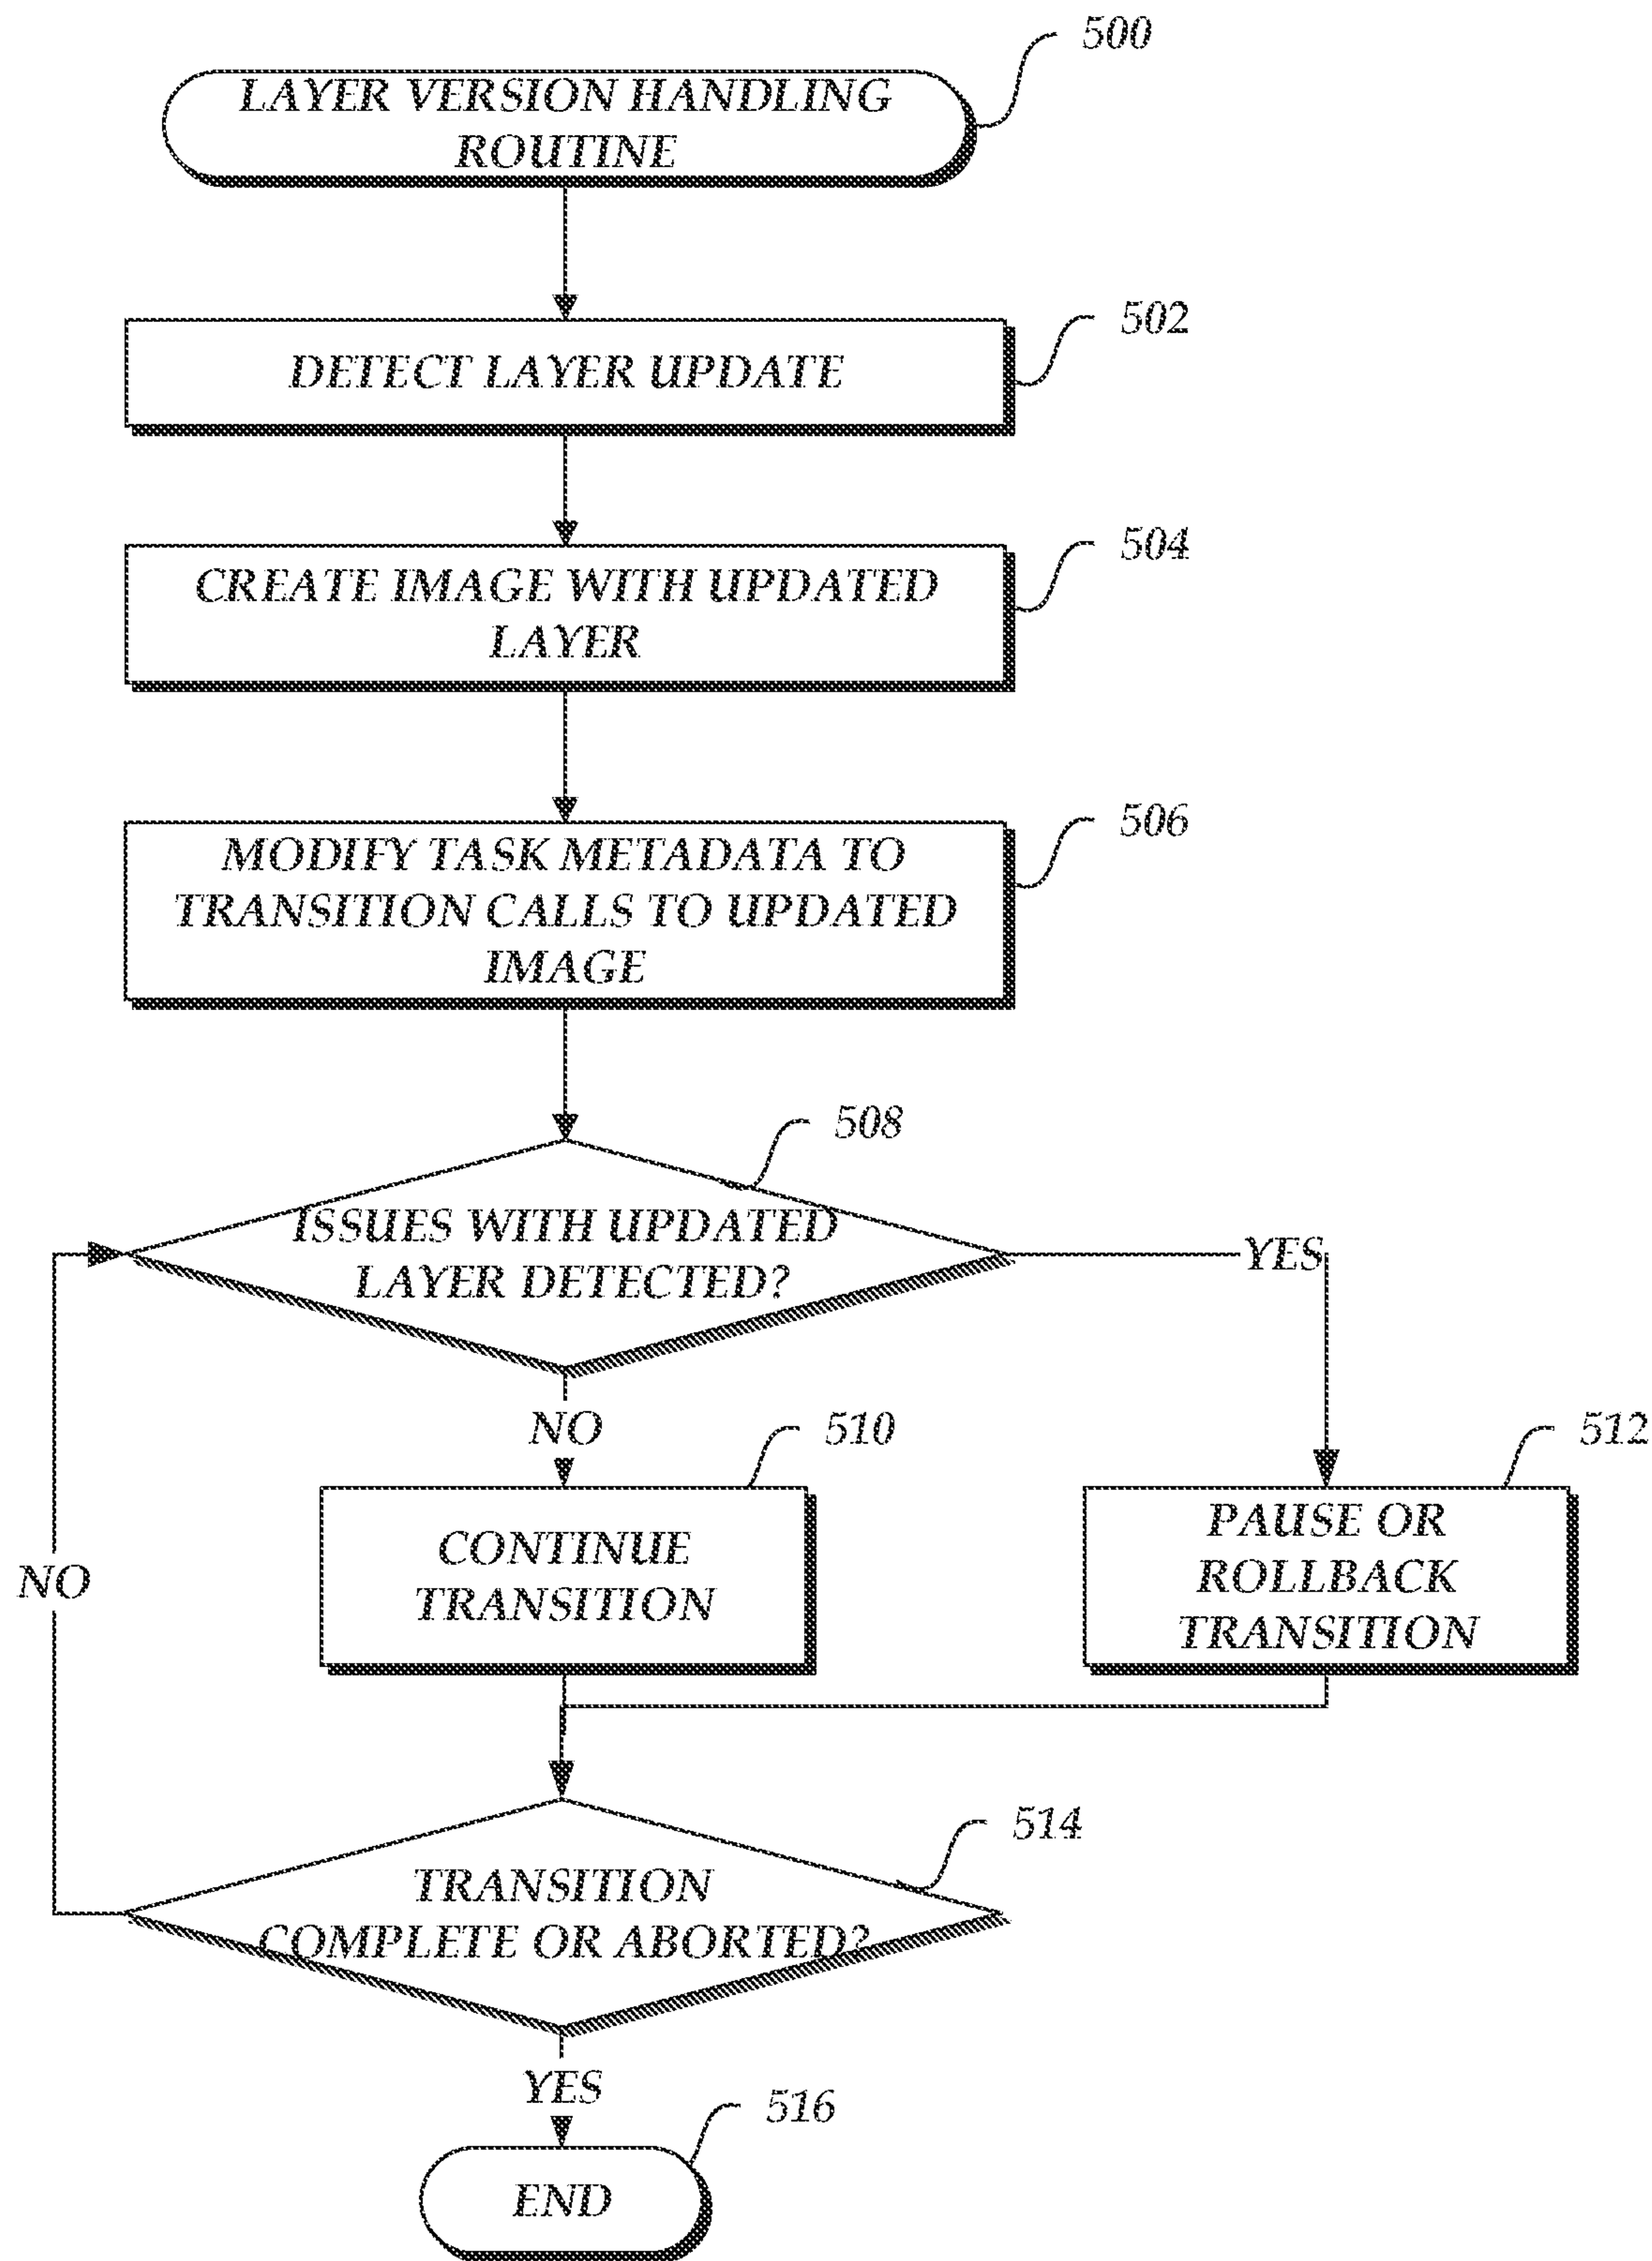 500
LAYER VERSION HANDLING
ROUTINE
502
DETECT LAYER UPDATE
504
CREATE IMAGE WITH UPDATED
LAYER
506
MODIFY TASK METADATA TO
TRANSITION CALLS TO UPDATED
IMAGE
508
ISSUES WITH UPDATED
LAYER DETECTED?
YES
NO
510
512
CONTINUE
TRANSITION
PAUSE OR
ROLLBACK
TRANSITION
NO
514
TRANSITION
COMPLETE OR ABORTED?
YES
516
END